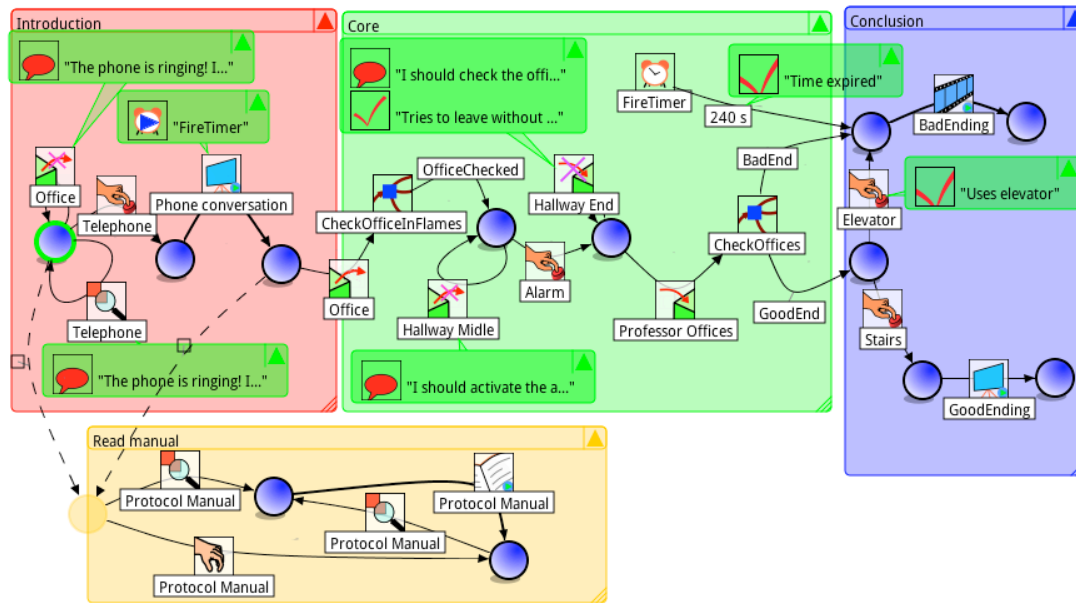 Introduction
"The phone is ringing! I..."
"FireTimer"
Office
Telephone
Phone conversation
Telephone
"The phone is ringing! I..."
Office
Core
"I should check the offi..."
"Tries to leave without ..."
FireTimer
240 s
"Time expired"
OfficeChecked
CheckOfficeInFlames
Hallway End
BadEnd
CheckOffices
Alarm
Hallway Midle
Professor Offices
GoodEnd
"I should activate the a..."
Conclusion
BadEnding
"Uses elevator"
Elevator
Stairs
GoodEnding
Read manual
Protocol Manual
Protocol Manual
Protocol Manual
Protocol Manual